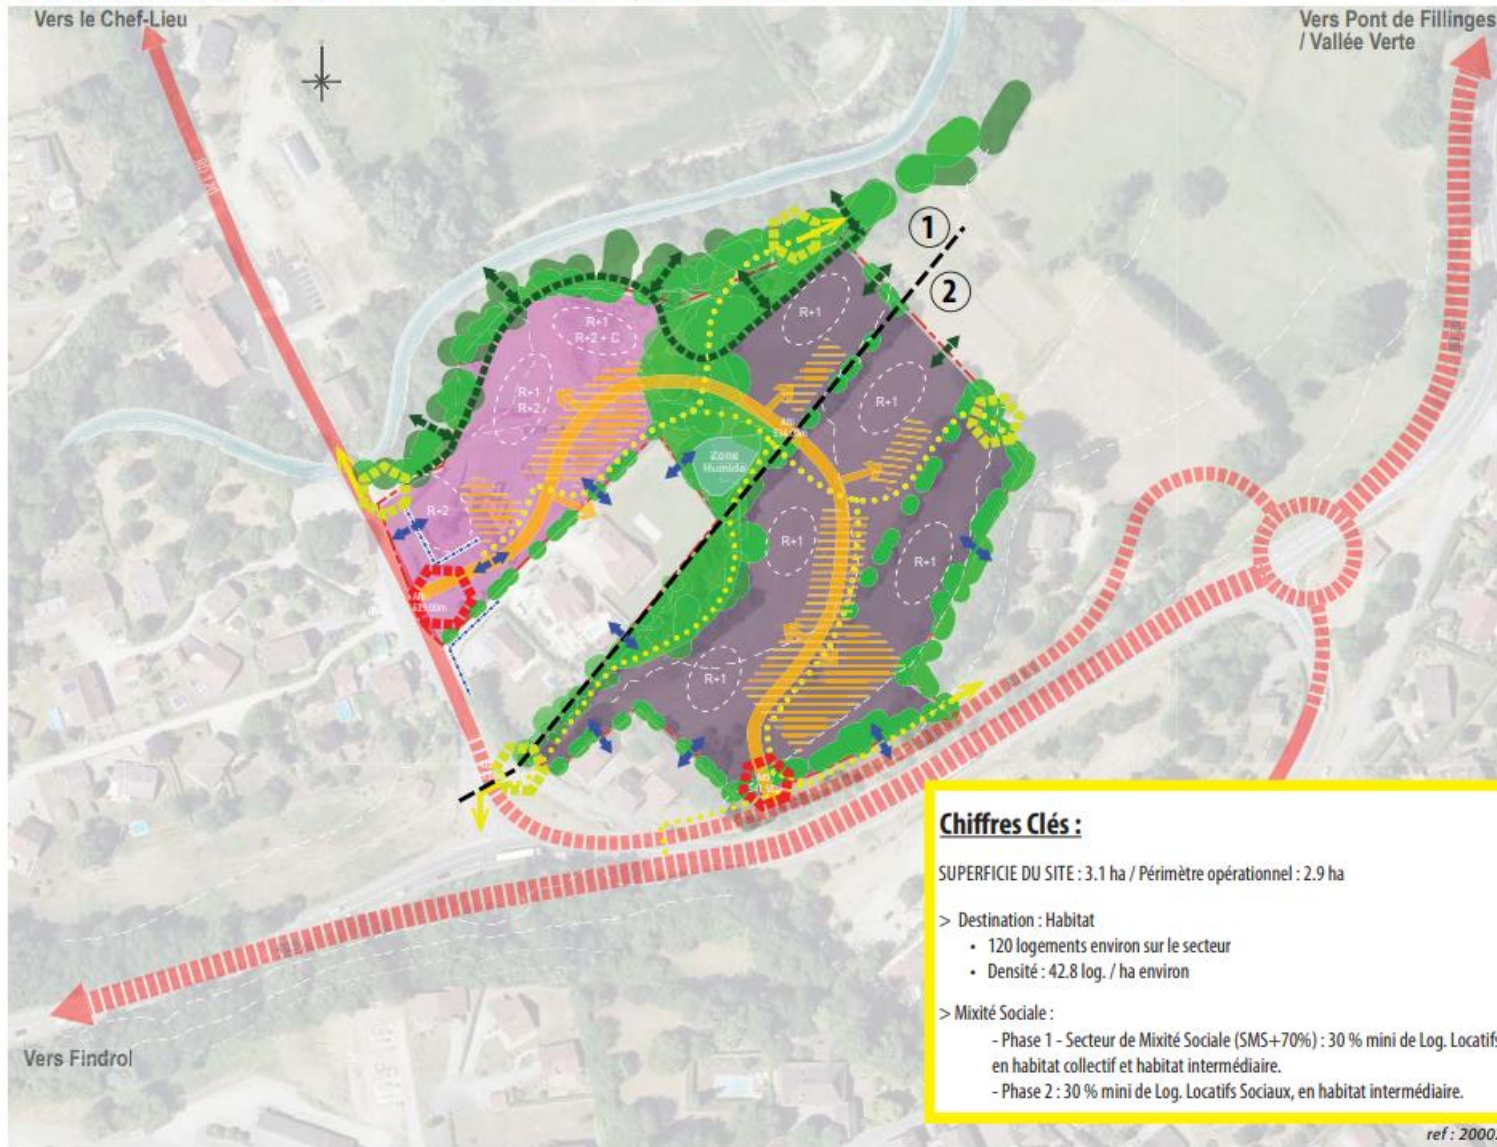 Vers le Chef-Lieu
Vers Pont de Fillinges
/ Vallée Verte
RD 120
1
2
R+1
R+2 + C
R+1
R+1
R+2
R+1
Zone
Humide
R+2
R+1
R+1
R+1
Vers Findrol
Chiffres Clés :
SUPERFICIE DU SITE : 3.1 ha / Périmètre opérationnel : 2.9 ha
> Destination : Habitat
• 120 logements environ sur le secteur
• Densité : 42.8 log. / ha environ
> Mixité Sociale :
- Phase 1 - Secteur de Mixité Sociale (SMS+70%) : 30 % mini de Log. Locatifs
en habitat collectif et habitat intermédiaire.
- Phase 2 : 30 % mini de Log. Locatifs Sociaux, en habitat intermédiaire.
ref : 2000